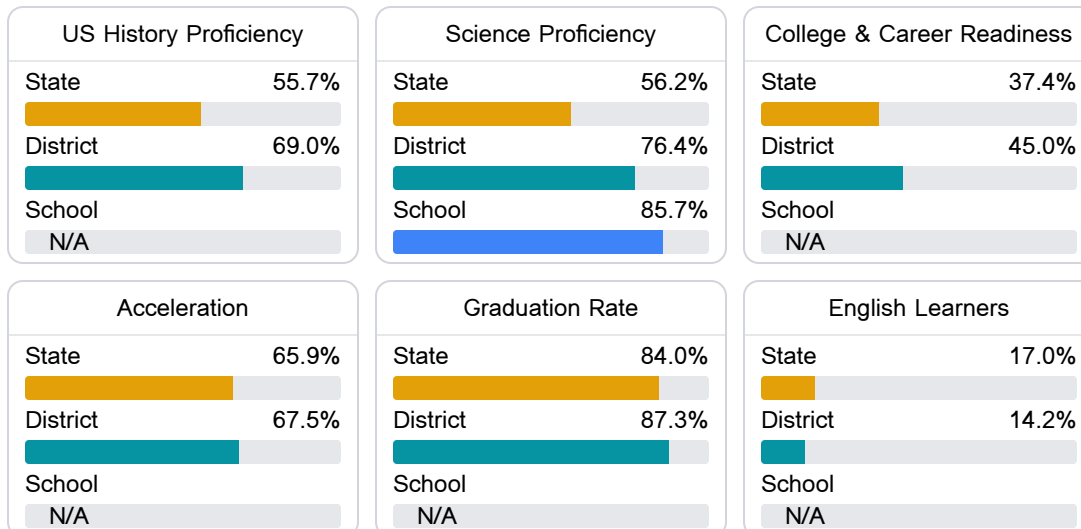 US History Proficiency
State 55.7%
District 69.0%
School
N/A
Science Proficiency
State 56.2%
District 76.4%
School 85.7%
College & Career Readiness
State 37.4%
District 45.0%
School
N/A
Acceleration
State 65.9%
District 67.5%
School
N/A
Graduation Rate
State 84.0%
District 87.3%
School
N/A
English Learners
State 17.0%
District 14.2%
School
N/A